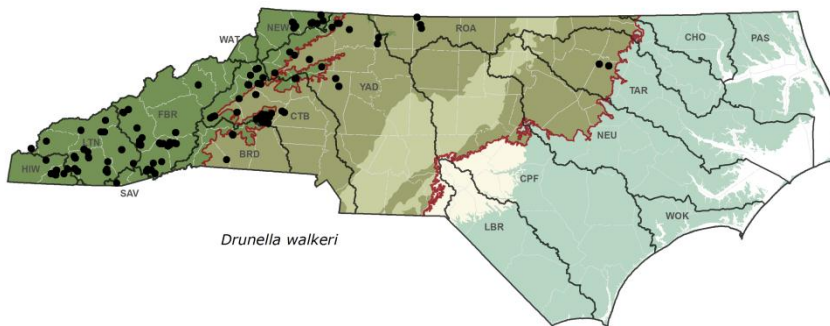 NEW
WAT
ROA
CHO
PAS
FBR
YAD
TAR
CTB
LTN
NEU
BRD
HIW
CPF
SAV
WOK
LBR
Drunella walkeri